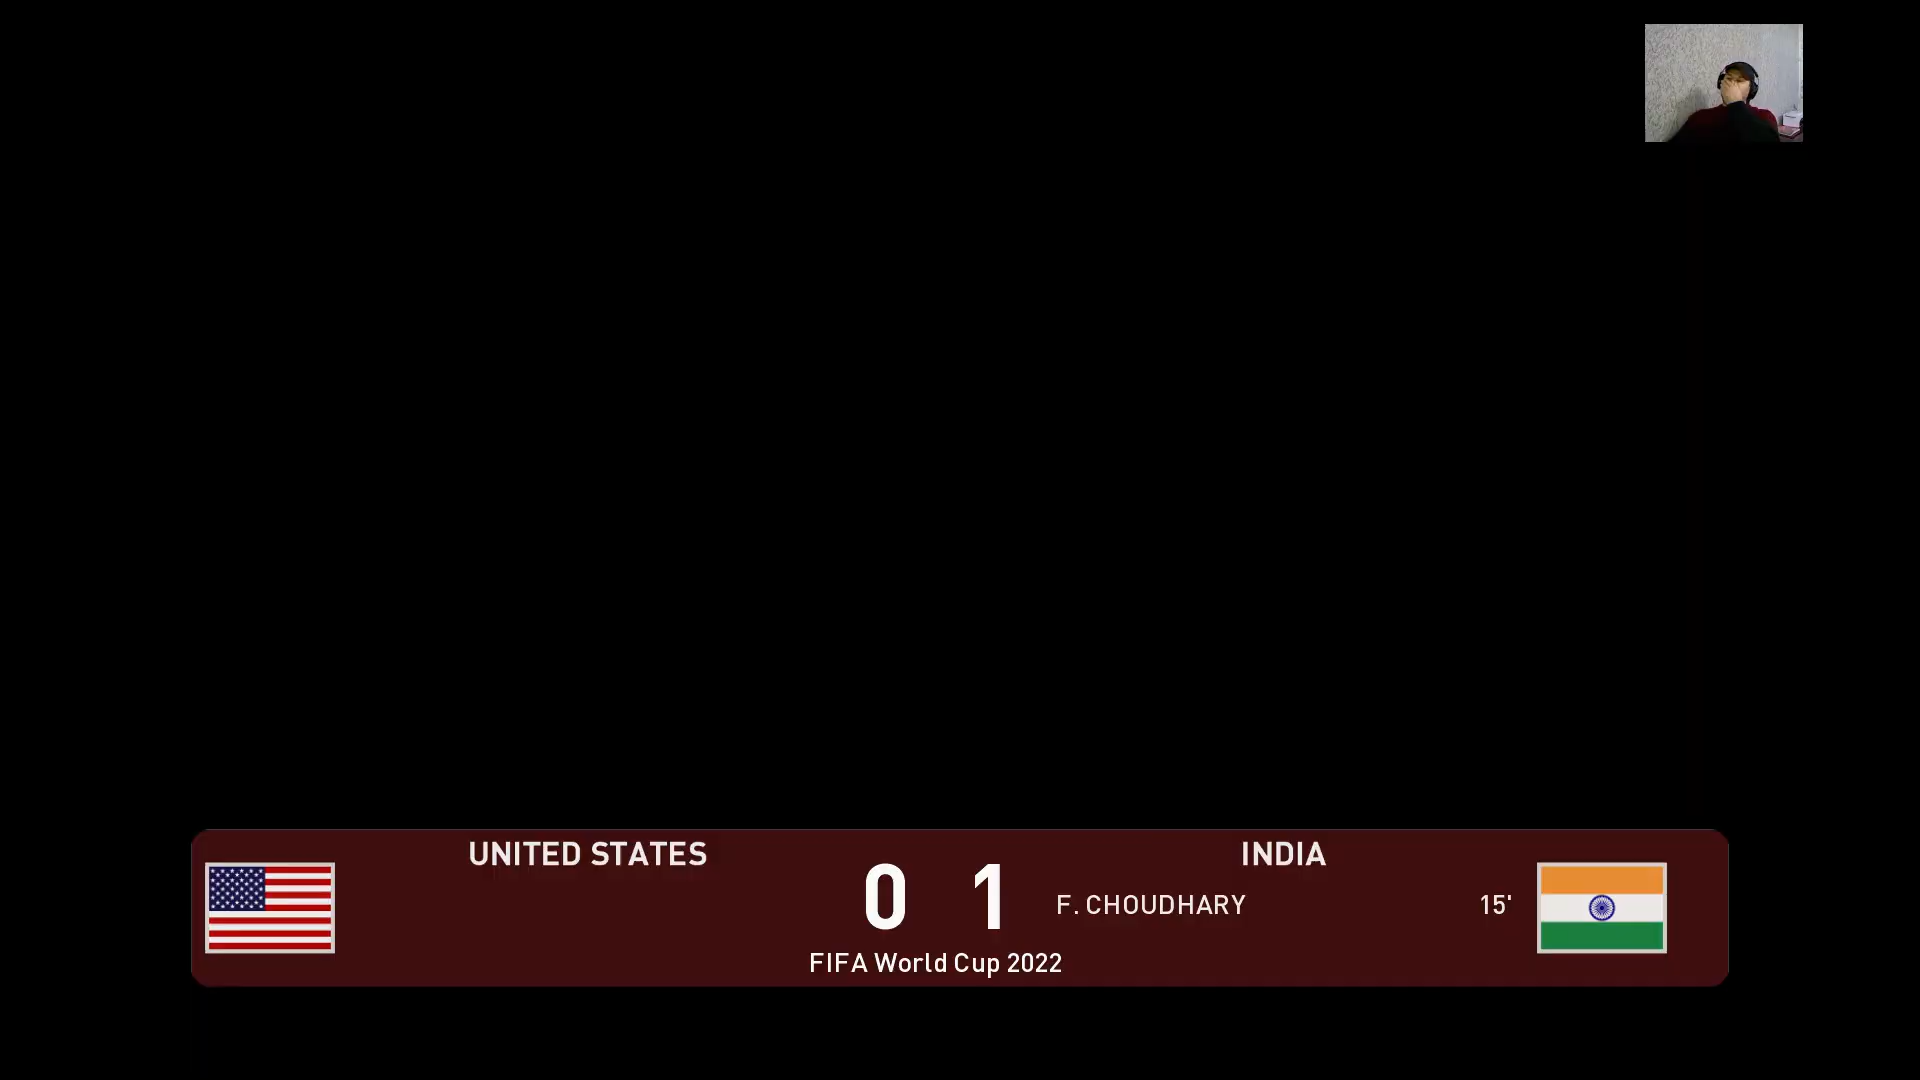 UNITED STATES
0 1
INDIA
F. CHOUDHARY 15'
FIFA World Cup 2022